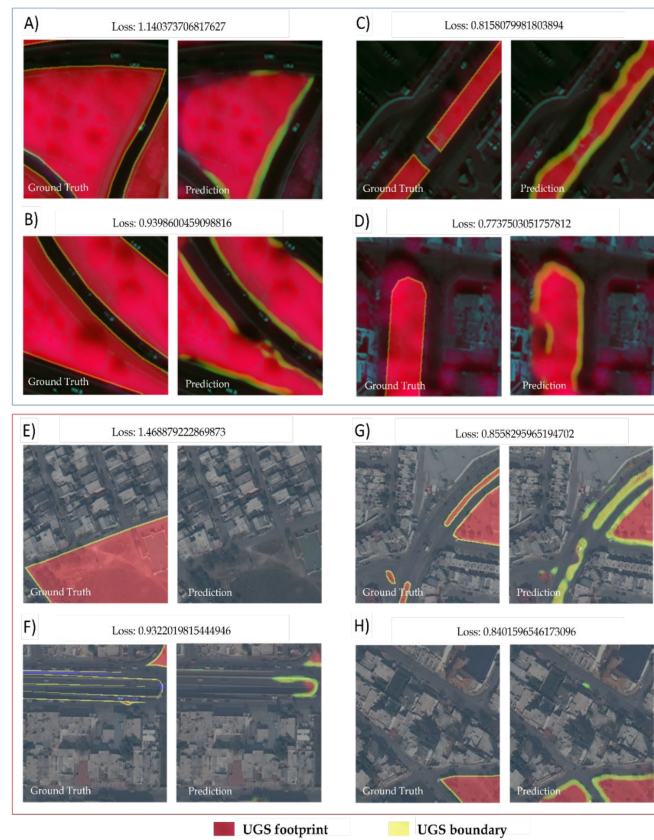 A)
Loss: 1.140373706817627
Ground Truth
Prediction
B)
Loss: 0.9398600459098816
Ground Truth
Prediction
C)
Loss: 0.8158079981803894
Ground Truth
Prediction
D)
Loss: 0.7737503051757812
Ground Truth
Prediction
E)
Loss: 1.468879222869873
Ground Truth
Prediction
F)
Loss: 0.9322019815444946
Ground Truth
Prediction
G)
Loss: 0.8558295965194702
Ground Truth
Prediction
H)
Loss: 0.8401596546173096
Ground Truth
Prediction
UGS footprint
UGS boundary